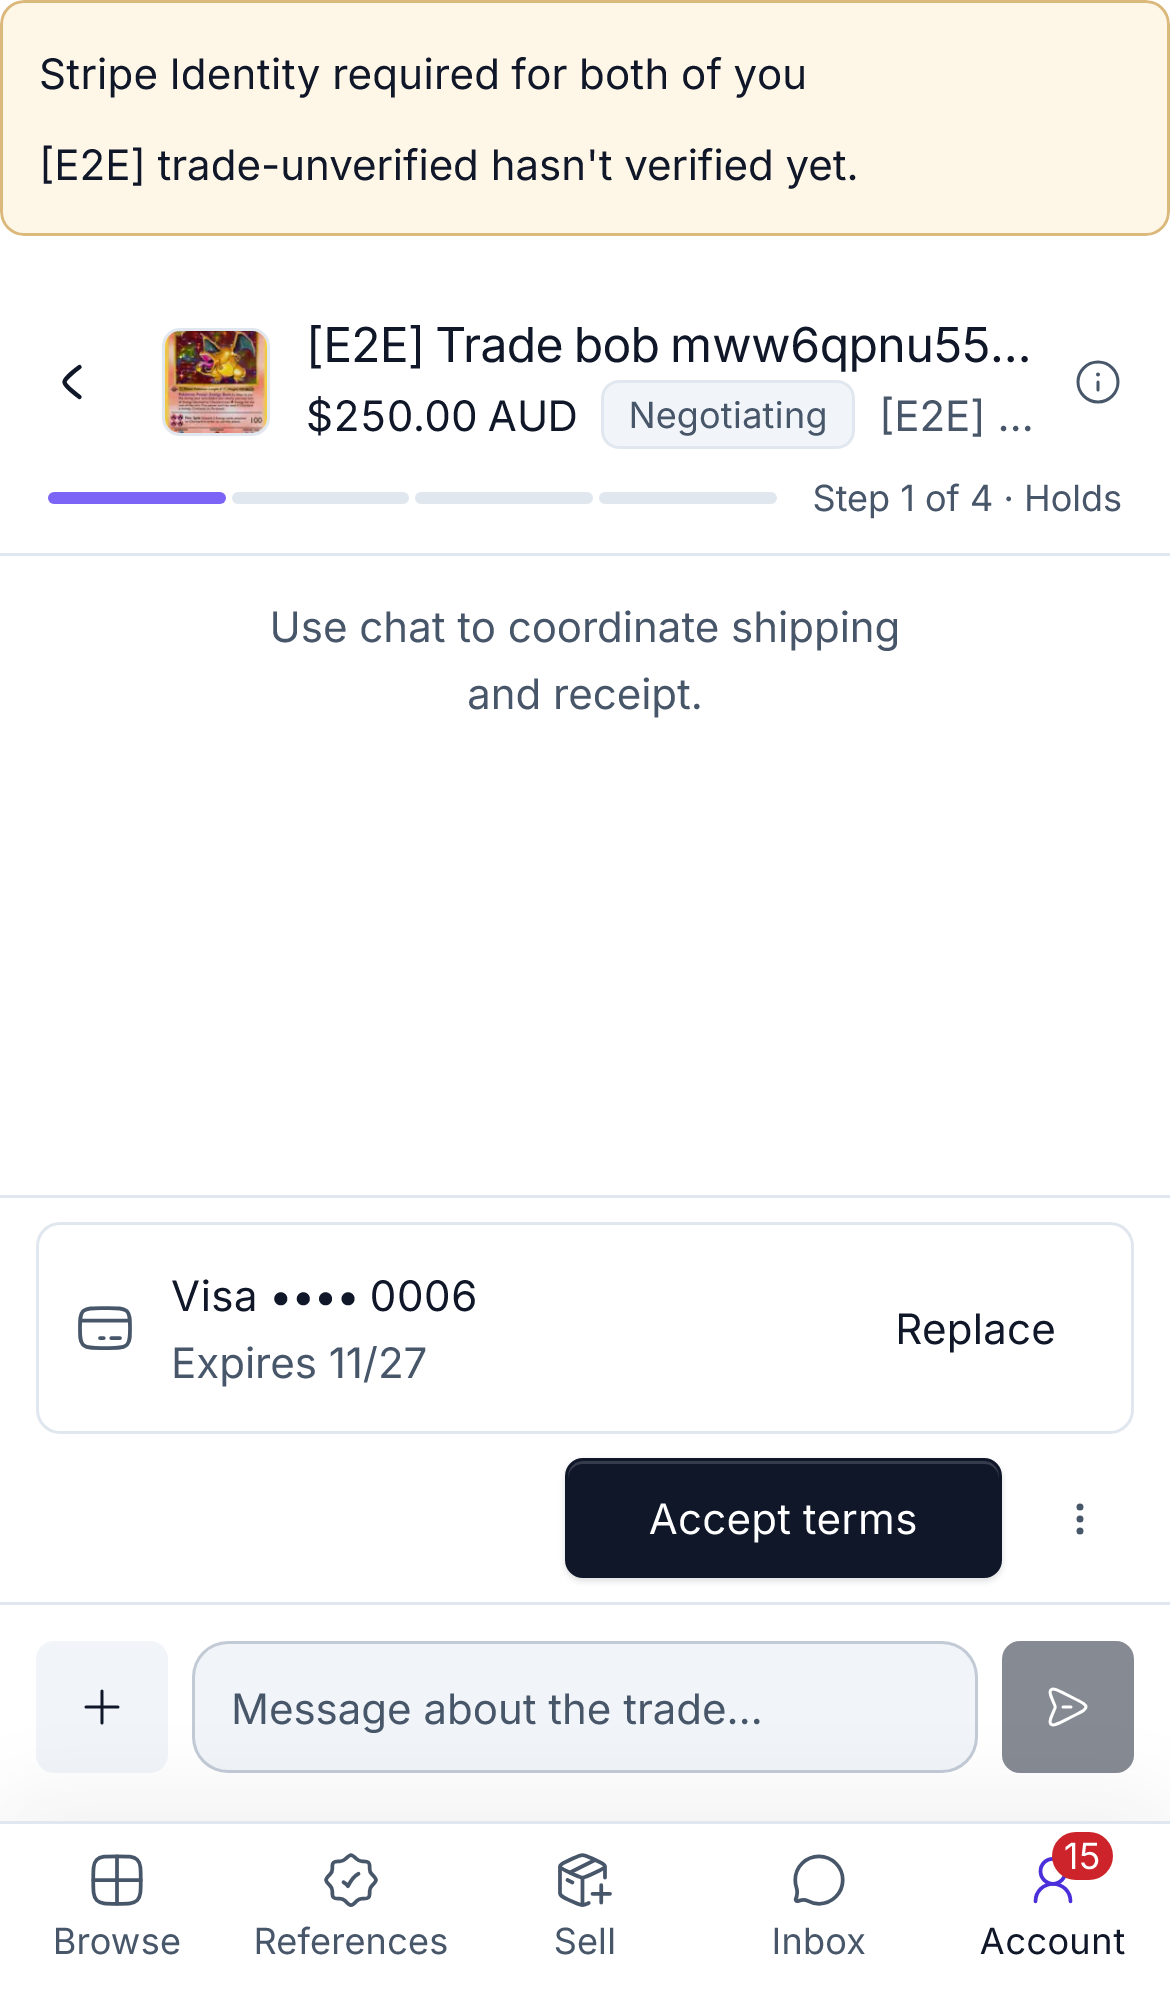 Stripe Identity required for both of you
[E2E] trade-unverified hasn't verified yet.
[E2E] Trade bob mww6qpnu55...
$250.00 AUD Negotiating [E2E] ...
Step 1 of 4 · Holds
Use chat to coordinate shipping
and receipt.
Visa •••• 0006
Expires 11/27
Replace
Accept terms
Message about the trade...
15
Browse References Sell Inbox Account